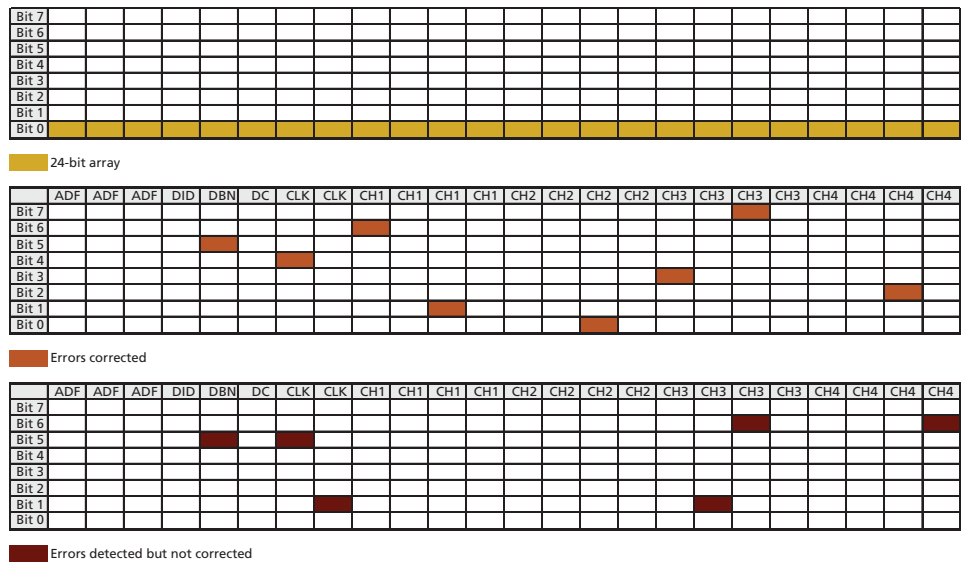 Bit 7
Bit 6
Bit 5
Bit 4
Bit 3
Bit 2
Bit 1
Bit 0
24-bit array
ADF ADF ADF DID DBN DC CLK CLK CH1 CH1 CH1 CH1 CH2 CH2 CH2 CH2 CH3 CH3 CH3 CH3 CH4 CH4 CH4 CH4
Bit 7
Bit 6
Bit 5
Bit 4
Bit 3
Bit 2
Bit 1
Bit 0
Errors corrected
ADF ADF ADF DID DBN DC CLK CLK CH1 CH1 CH1 CH1 CH2 CH2 CH2 CH2 CH3 CH3 CH3 CH3 CH4 CH4 CH4 CH4
Bit 7
Bit 6
Bit 5
Bit 4
Bit 3
Bit 2
Bit 1
Bit 0
Errors detected but not corrected